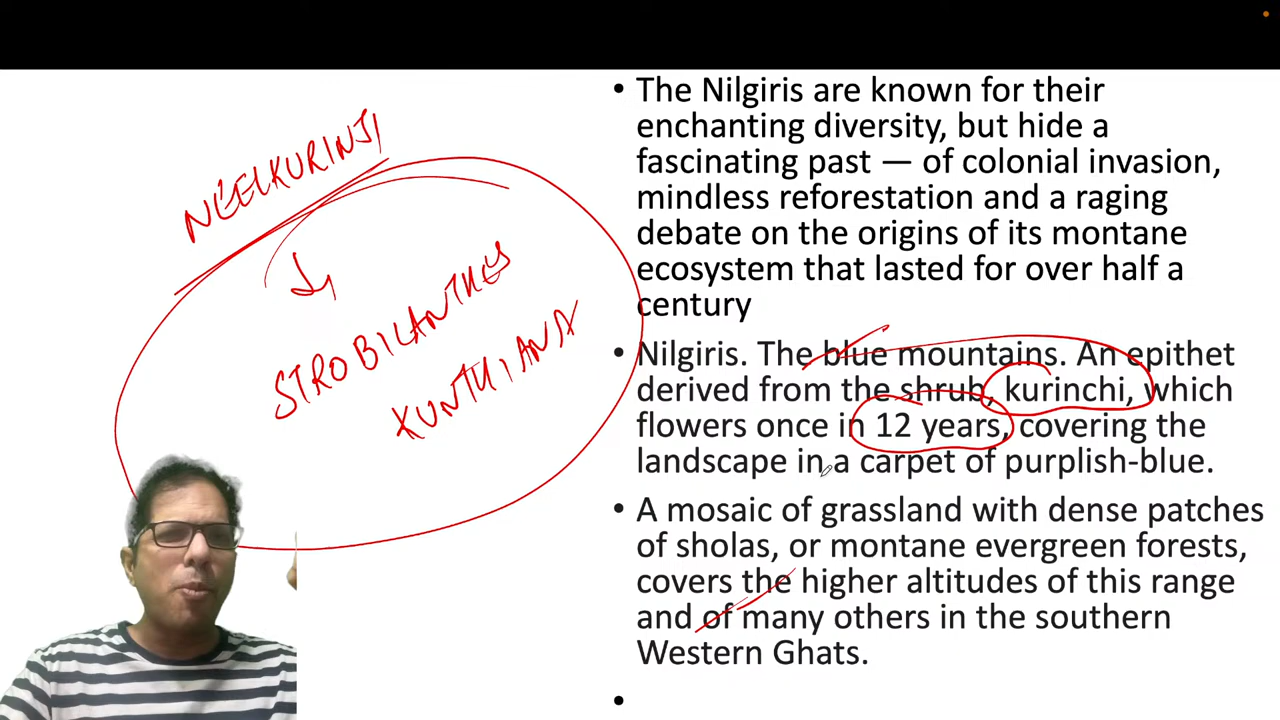 NEELKURINJI
STROBILANTHES
KUNTHIANA
• The Nilgiris are known for their
enchanting diversity, but hide a
fascinating past — of colonial invasion,
mindless reforestation and a raging
debate on the origins of its montane
ecosystem that lasted for over half a
century
• Nilgiris. The blue mountains. An epithet
derived from the shrub, kurinchi, which
flowers once in 12 years, covering the
landscape in a carpet of purplish-blue.
• A mosaic of grassland with dense patches
of sholas, or montane evergreen forests,
covers the higher altitudes of this range
and of many others in the southern
Western Ghats.
•